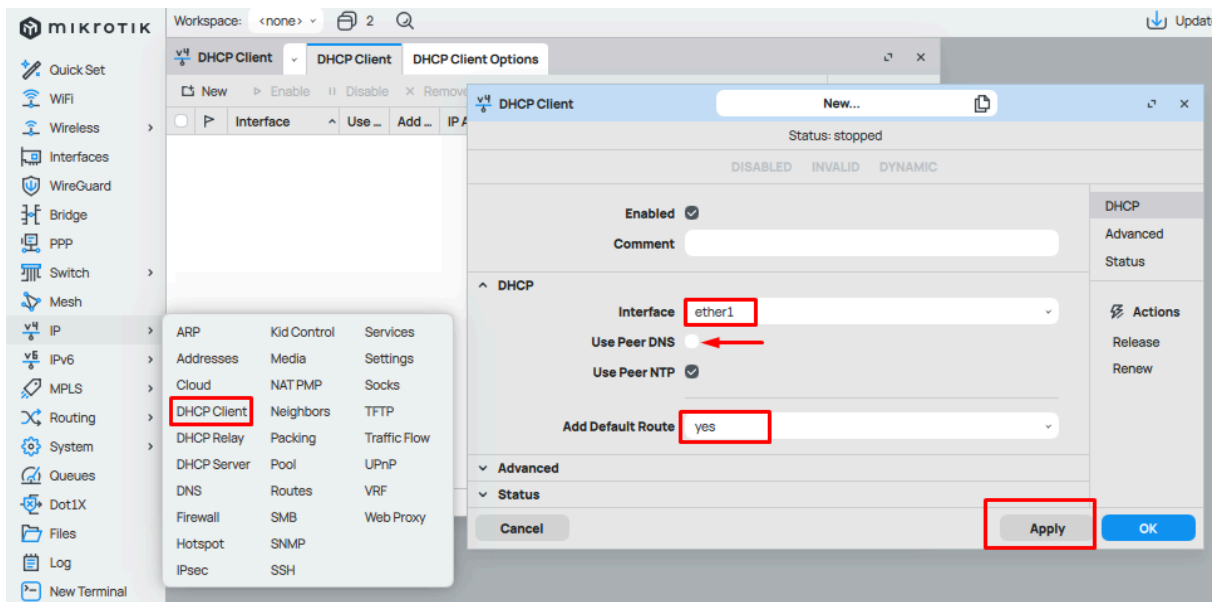 MikroTik
Workspace: <none> 2
Updat
Quick Set
WiFi
Wireless
Interfaces
WireGuard
Bridge
PPP
Switch
Mesh
IP
IPv6
MPLS
Routing
System
Queues
Dot1X
Files
Log
New Terminal
DHCP Client DHCP Client DHCP Client Options
New Enable Disable Remove
Interface Use ... Add ... IP A
ARP Kid Control Services
Addresses Media Settings
Cloud NAT PMP Socks
DHCP Client Neighbors TFTP
DHCP Relay Packing Traffic Flow
DHCP Server Pool UPnP
DNS Routes VRF
Firewall SMB Web Proxy
Hotspot SNMP
IPsec SSH
DHCP Client New...
Status: stopped
DISABLED INVALID DYNAMIC
Enabled
Comment
DHCP
Interface ether1
Use Peer DNS
Use Peer NTP
Add Default Route yes
Advanced
Status
Cancel Apply OK
DHCP
Advanced
Status
Actions
Release
Renew